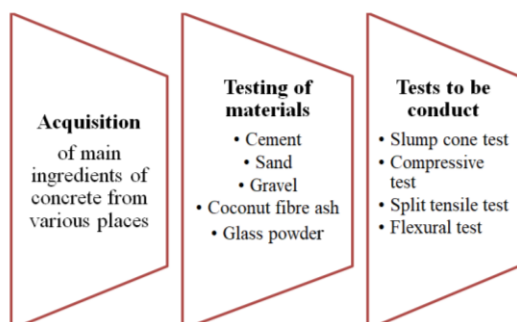 Acquisition
of main
ingredients of
concrete from
various places
Testing of
materials
• Cement
• Sand
• Gravel
• Coconut fibre ash
• Glass powder
Tests to be
conduct
• Slump cone test
• Compressive
test
• Split tensile test
• Flexural test